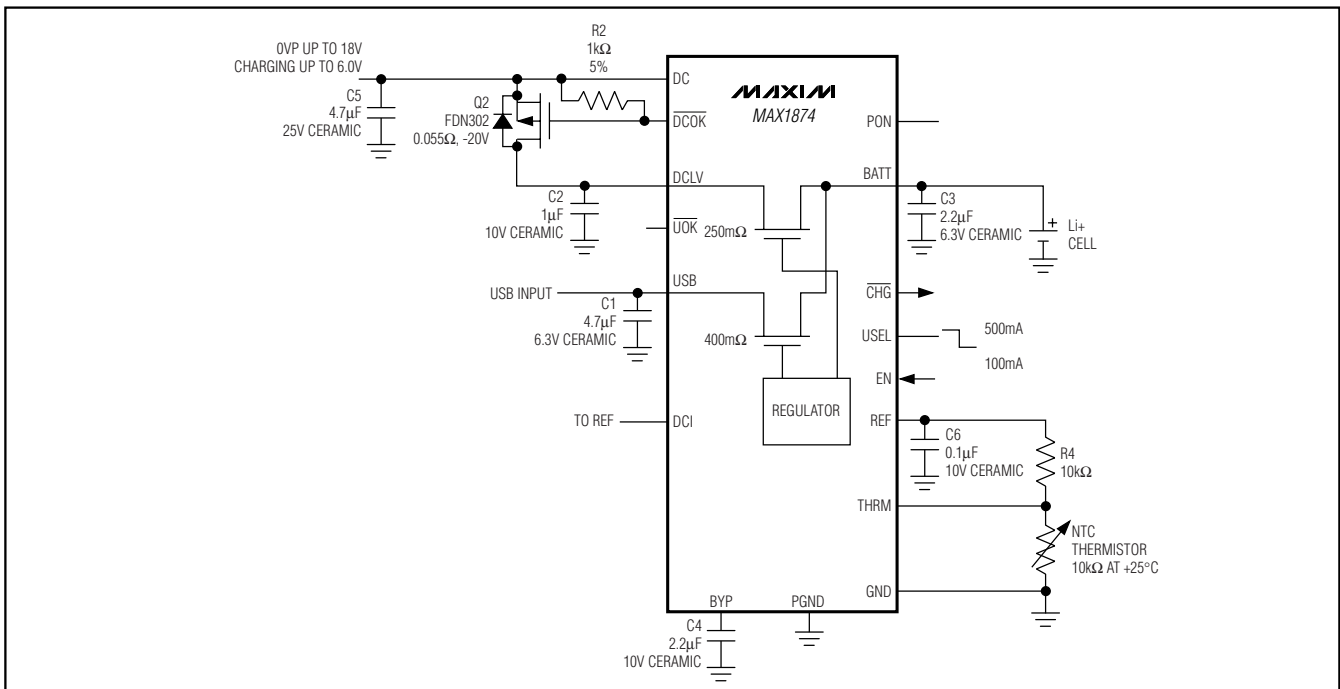 0VP UP TO 18V
CHARGING UP TO 6.0V
C5
4.7μF
25V CERAMIC
Q2
FDN302
0.055Ω, -20V
R2
1kΩ
5%
C2
1μF
10V CERAMIC
USB INPUT
C1
4.7μF
6.3V CERAMIC
TO REF
MAXIM
MAX1874
DC
DCOK
DCLV
UOK
USB
DCI
250mΩ
400mΩ
REGULATOR
BYP
PGND
C4
2.2μF
10V CERAMIC
PON
BATT
CHG
USEL
EN
REF
THRM
GND
C3
2.2μF
6.3V CERAMIC
+
Li+
CELL
500mA
100mA
C6
0.1μF
10V CERAMIC
R4
10kΩ
NTC
THERMISTOR
10kΩ AT +25°C